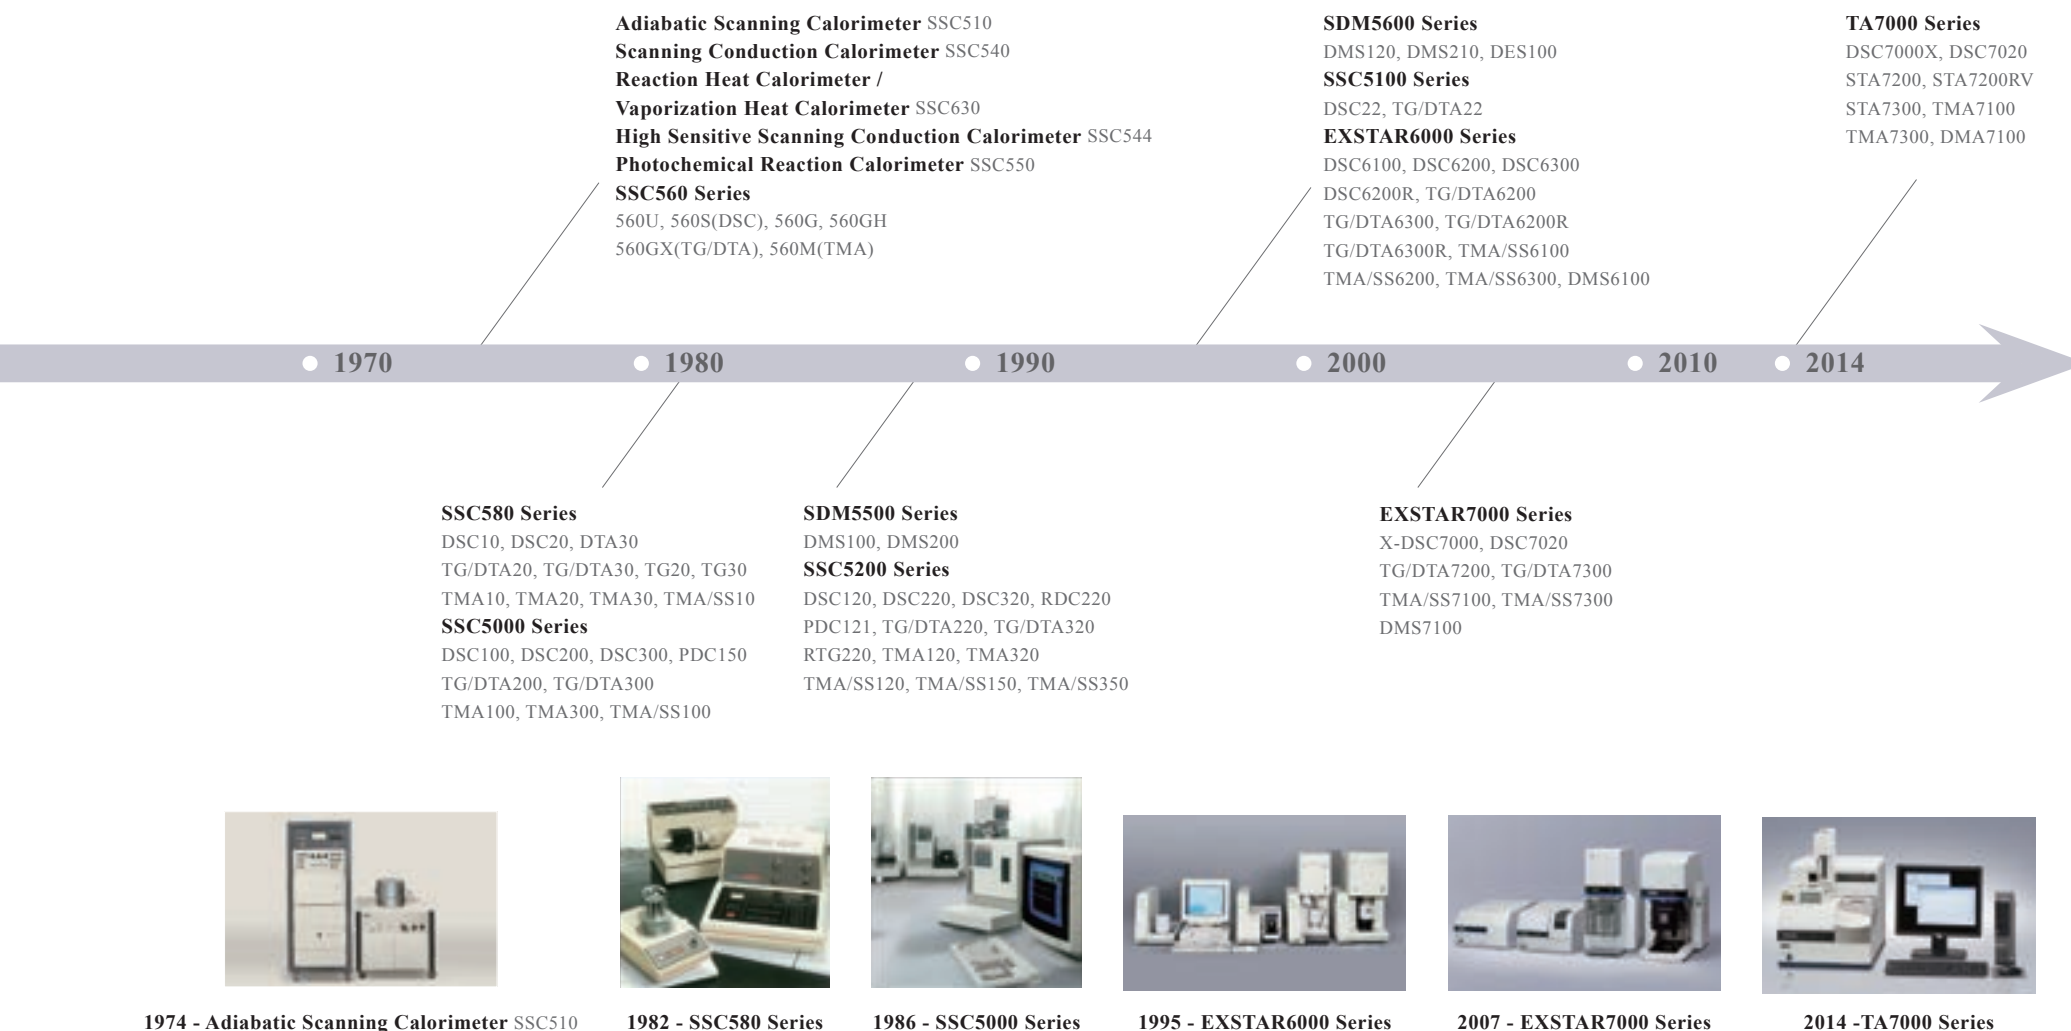 Adiabatic Scanning Calorimeter SSC510
Scanning Conduction Calorimeter SSC540
Reaction Heat Calorimeter /
Vaporization Heat Calorimeter SSC630
High Sensitive Scanning Conduction Calorimeter SSC544
Photochemical Reaction Calorimeter SSC550
SSC560 Series
560U, 560S(DSC), 560G, 560GH
560GX(TG/DTA), 560M(TMA)
SDM5600 Series
DMS120, DMS210, DES100
SSC5100 Series
DSC22, TG/DTA22
EXSTAR6000 Series
DSC6100, DSC6200, DSC6300
DSC6200R, TG/DTA6200
TG/DTA6300, TG/DTA6200R
TG/DTA6300R, TMA/SS6100
TMA/SS6200, TMA/SS6300, DMS6100
TA7000 Series
DSC7000X, DSC7020
STA7200, STA7200RV
STA7300, TMA7100
TMA7300, DMA7100
1970
1980
1990
2000
2010
2014
SSC580 Series
DSC10, DSC20, DTA30
TG/DTA20, TG/DTA30, TG20, TG30
TMA10, TMA20, TMA30, TMA/SS10
SSC5000 Series
DSC100, DSC200, DSC300, PDC150
TG/DTA200, TG/DTA300
TMA100, TMA300, TMA/SS100
SDM5500 Series
DMS100, DMS200
SSC5200 Series
DSC120, DSC220, DSC320, RDC220
PDC121, TG/DTA220, TG/DTA320
RTG220, TMA120, TMA320
TMA/SS120, TMA/SS150, TMA/SS350
EXSTAR7000 Series
X-DSC7000, DSC7020
TG/DTA7200, TG/DTA7300
TMA/SS7100, TMA/SS7300
DMS7100
1974 - Adiabatic Scanning Calorimeter SSC510
1982 - SSC580 Series
1986 - SSC5000 Series
1995 - EXSTAR6000 Series
2007 - EXSTAR7000 Series
2014 -TA7000 Series